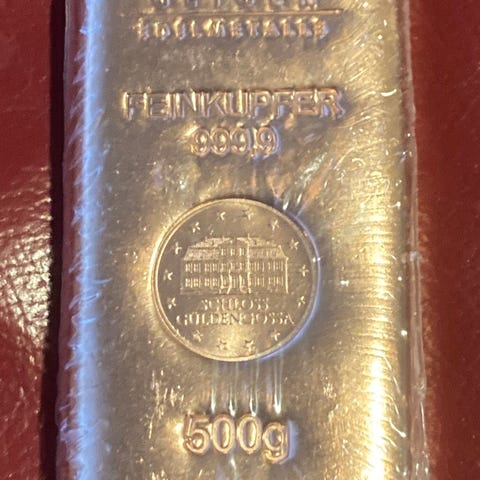 EDELMETALLE
FEINKUPFER
999.9
SCHLOSS
GÜLDENGOSSA
500g